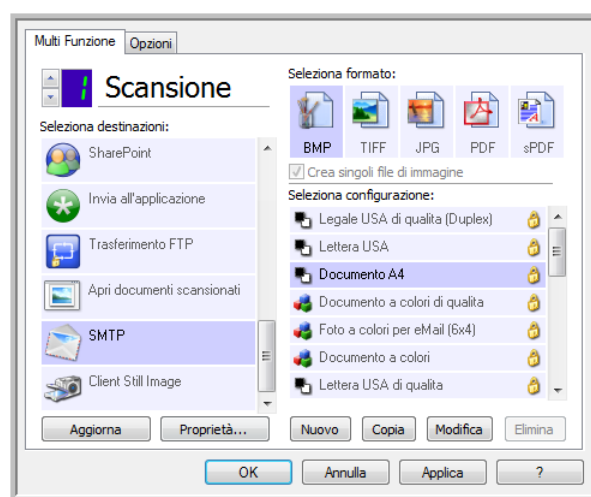 Multi Funzione
Opzioni
1
Scansione
Seleziona destinazioni:
SharePoint
Invia all'applicazione
Trasferimento FTP
Apri documenti scansionati
SMTP
Client Still Image
Aggiorna
Proprietà...
Seleziona formato:
BMP
TIFF
JPG
PDF
sPDF
Crea singoli file di immagine
Seleziona configurazione:
Legale USA di qualita (Duplex)
Lettera USA
Documento A4
Documento a colori di qualita
Foto a colori per eMail (6x4)
Documento a colori
Lettera USA di qualita
Nuovo
Copia
Modifica
Elimina
OK
Annulla
Applica
?